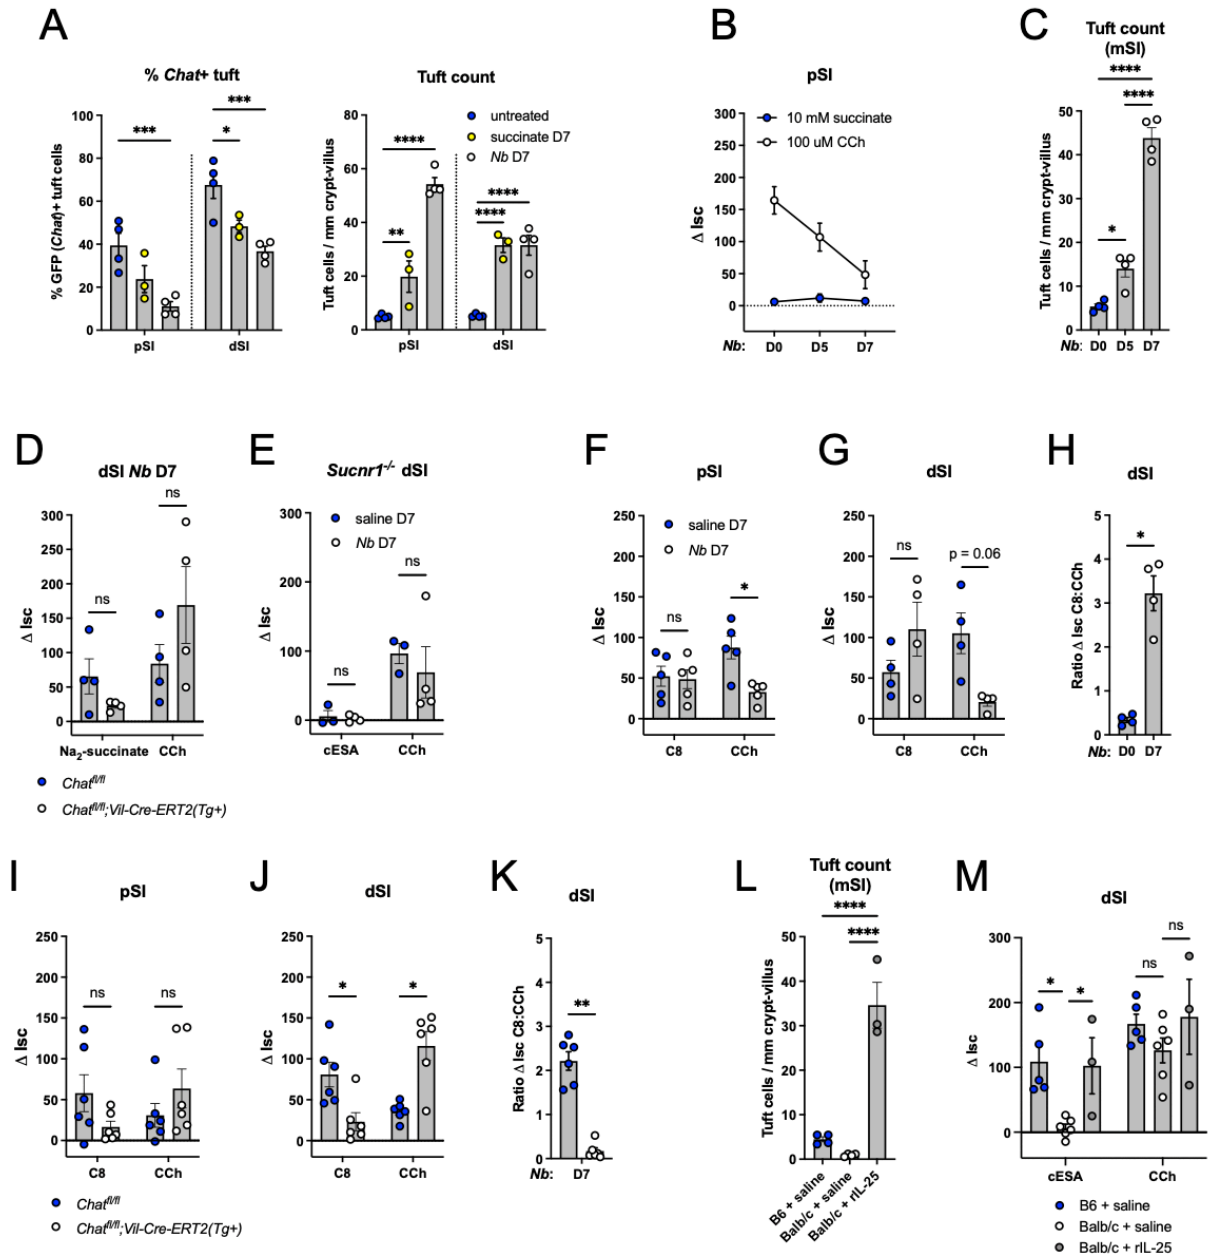 A
% Chat+ tuft
Tuft count
% GFP (Chat)+ tuft cells
100
80
60
40
20
0
***
***
*
pSI
dSI
Tuft cells / mm crypt-villus
80
60
40
20
0
**
****
****
****
untreated
succinate D7
Nb D7
pSI
dSI
B
pSI
Δ Isc
300
250
200
150
100
50
0
10 mM succinate
100 uM CCh
Nb: D0 D5 D7
C
Tuft count
(mSI)
****
****
*
Tuft cells / mm crypt-villus
50
40
30
20
10
0
Nb: D0 D5 D7
D
dSI Nb D7
ns
ns
Δ Isc
300
250
200
150
100
50
0
Na2-succinate CCh
Chatfl/fl
Chatfl/fl;Vil-Cre-ERT2(Tg+)
E
Sucnr1-/- dSI
Δ Isc
300
200
100
0
saline D7
Nb D7
ns
ns
cESA CCh
F
pSI
Δ Isc
250
200
150
100
50
0
saline D7
Nb D7
ns
*
C8 CCh
G
dSI
Δ Isc
250
200
150
100
50
0
ns
p = 0.06
C8 CCh
H
dSI
Ratio Δ Isc C8:CCh
5
4
3
2
1
0
*
Nb: D0 D7
I
pSI
Δ Isc
250
200
150
100
50
0
ns
ns
C8 CCh
Chatfl/fl
Chatfl/fl;Vil-Cre-ERT2(Tg+)
J
dSI
Δ Isc
250
200
150
100
50
0
*
*
C8 CCh
K
dSI
Ratio Δ Isc C8:CCh
5
4
3
2
1
0
**
Nb: D7
L
Tuft count
(mSI)
****
****
Tuft cells / mm crypt-villus
50
40
30
20
10
0
B6 + saline
Balb/c + saline
Balb/c + rIL-25
M
dSI
Δ Isc
300
200
100
0
*
*
ns
ns
cESA CCh
B6 + saline
Balb/c + saline
Balb/c + rIL-25